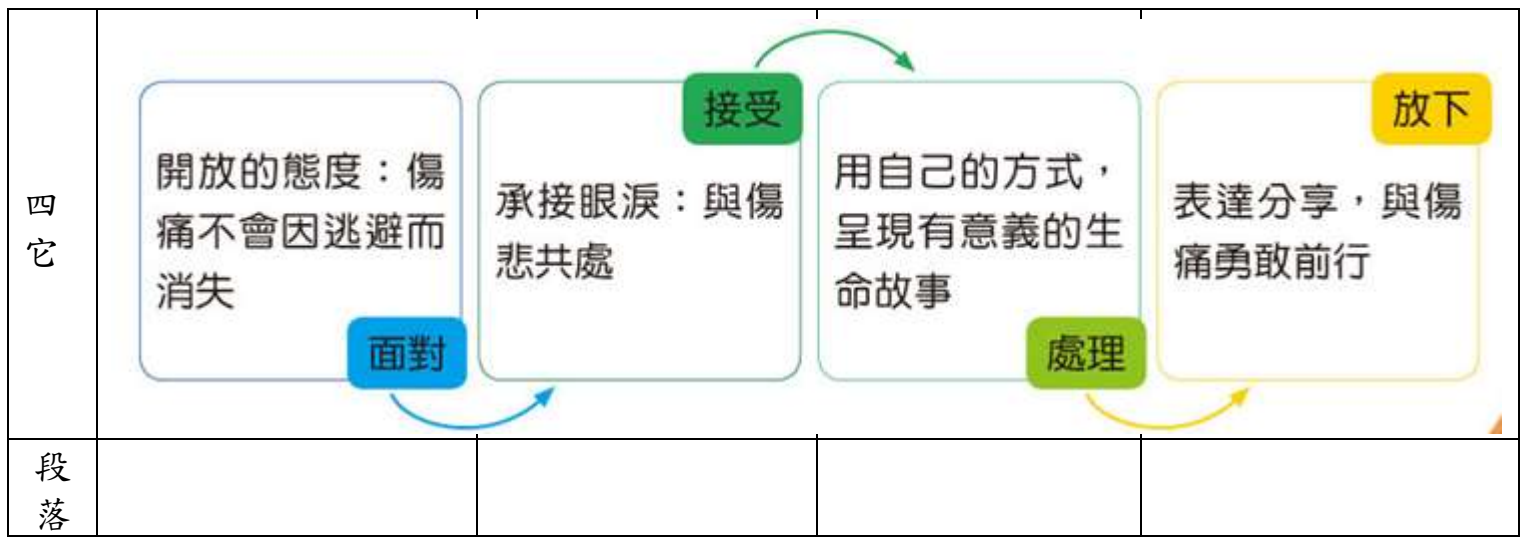 四
它
開放的態度：傷
痛不會因逃避而
消失
面對
接受
承接眼淚：與傷
悲共處
用自己的方式，
呈現有意義的生
命故事
處理
放下
表達分享，與傷
痛勇敢前行
段
落